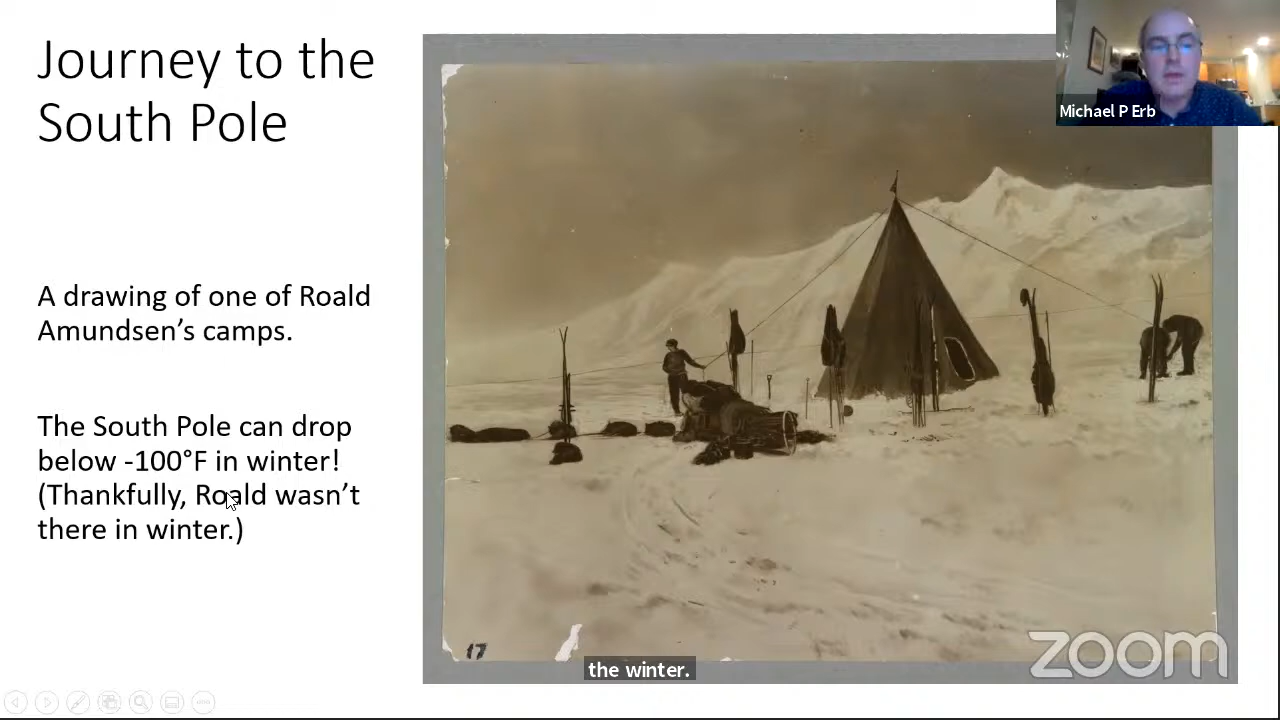 Journey to the
South Pole
A drawing of one of Roald
Amundsen’s camps.
The South Pole can drop
below -100°F in winter!
(Thankfully, Roald wasn’t
there in winter.)
Michael P Erb
17
the winter.
zoom